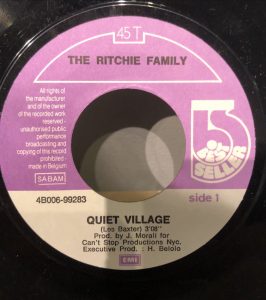 45 T
THE RITCHIE FAMILY
All rights of
the manufacturer
and of the owner
of the recorded work
reserved -
unauthorised public
performance
broadcasting and
copying of this record
prohibited -
made in Belgium
SABAM
BEST
SELLER
4B006-99283
side 1
QUIET VILLAGE
(Los Baxter) 3'08"
Prod. by J. Morali for
Can't Stop Productions Nyc.
Executive Prod. : H. Belolo
EMI